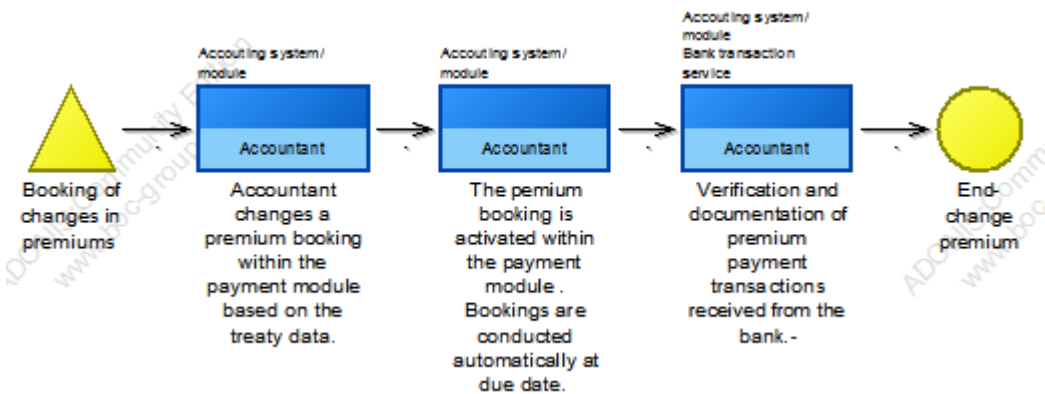 Accouting system/
module
Accouting system/
module
Accouting system/
module
Bank transaction
service
Accountant
Accountant
Accountant
Booking of
changes in
premiums
Accountant
changes a
premium booking
within the
payment module
based on the
treaty data.
The pemium
booking is
activated within
the payment
module .
Bookings are
conducted
automatically at
due date.
Verification and
documentation of
premium
payment
transactions
received from the
bank.-
End-
change
premium